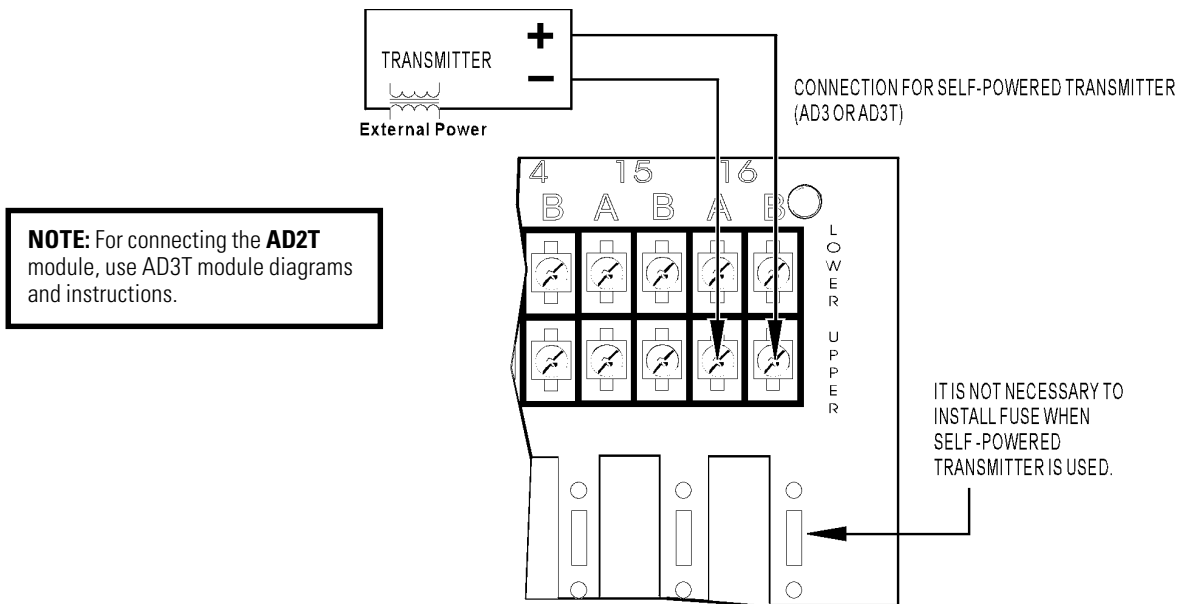 +
TRANSMITTER
−
External Power
CONNECTION FOR SELF-POWERED TRANSMITTER
(AD3 OR AD3T)
NOTE: For connecting the AD2T
module, use AD3T module diagrams
and instructions.
4 15 16
B A B A B
LOWER
UPPER
IT IS NOT NECESSARY TO
INSTALL FUSE WHEN
SELF-POWERED
TRANSMITTER IS USED.